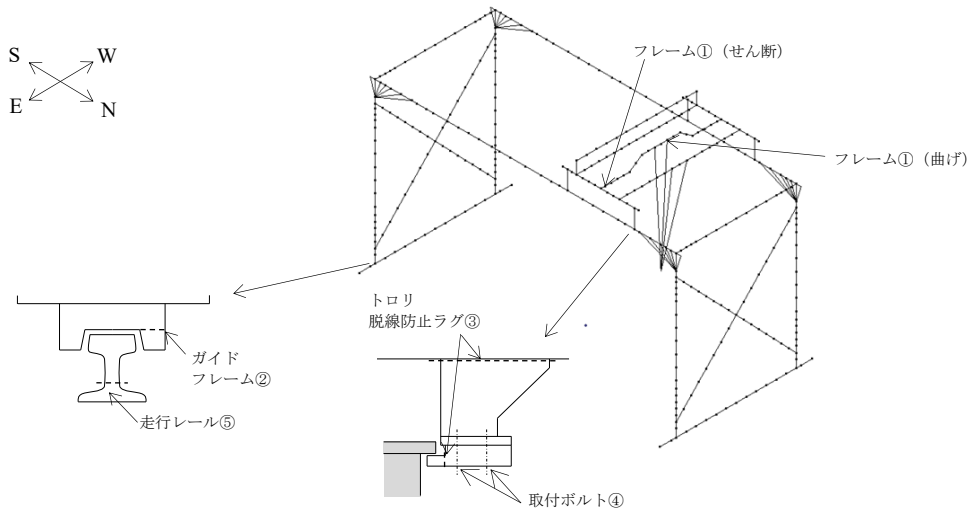 S W
E N
フレーム①（せん断）
フレーム①（曲げ）
トロリ
脱線防止ラグ③
ガイド
フレーム②
走行レール⑤
取付ボルト④